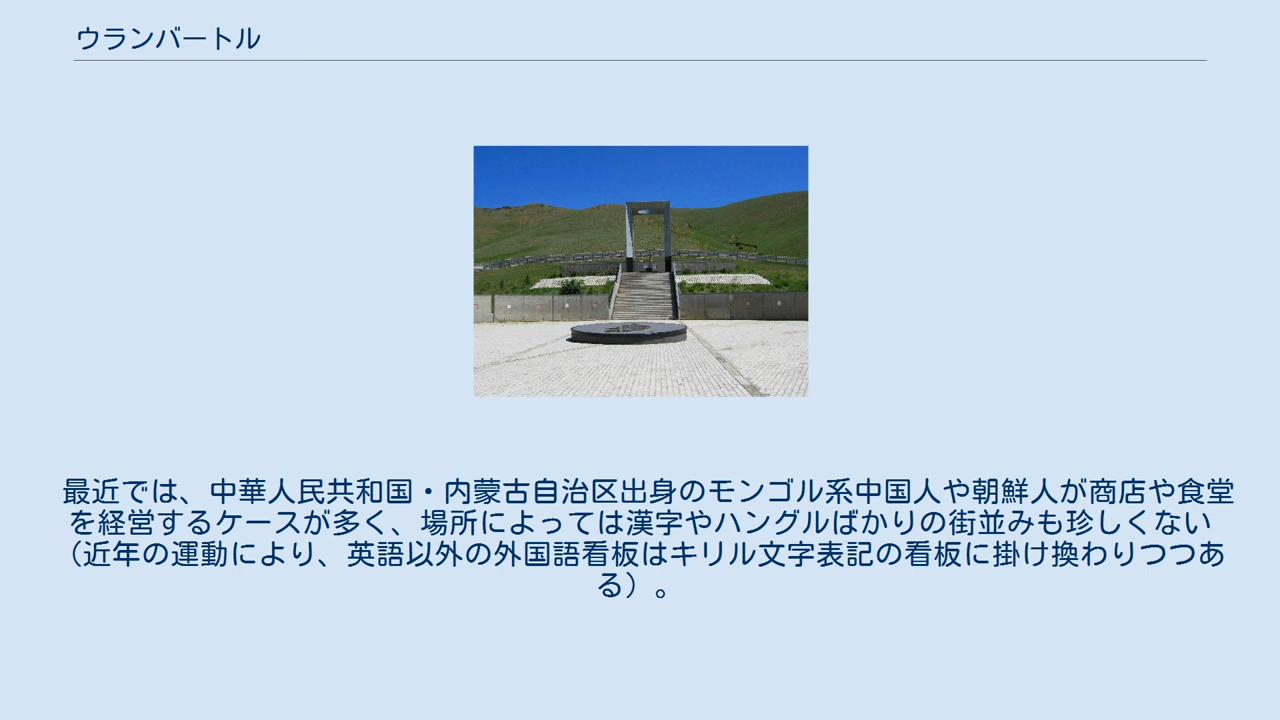 ウランバートル
最近では、中華人民共和国・内蒙古自治区出身のモンゴル系中国人や朝鮮人が商店や食堂
を経営するケースが多く、場所によっては漢字やハングルばかりの街並みも珍しくない
（近年の運動により、英語以外の外国語看板はキリル文字表記の看板に掛け換わりつつあ
る）。